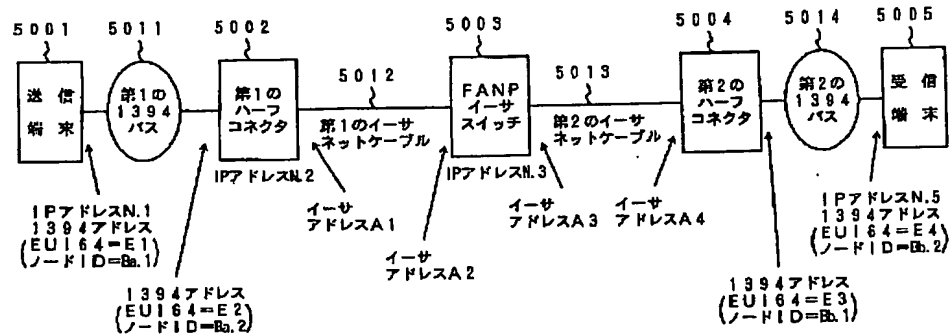 5001
5011
5002
5012
5003
5013
5004
5014
5005
送信
端末
第1の
1394
バス
第1の
ハーフ
コネクタ
第1のイーサ
ネットケーブル
FANP
イーサ
スイッチ
第2のイーサ
ネットケーブル
第2の
ハーフ
コネクタ
第2の
1394
バス
受信
端末
IPアドレスN.1
1394アドレス
(EUI64=E1)
(ノードID=Ba.1)
1394アドレス
(EUI64=E2)
(ノードID=Ba.2)
IPアドレスN.2
イーサ
アドレスA1
イーサ
アドレスA2
IPアドレスN.3
イーサ
アドレスA3
イーサ
アドレスA4
1394アドレス
(EUI64=E3)
(ノードID=Bb.1)
IPアドレスN.5
1394アドレス
(EUI64=E4)
(ノードID=Bb.2)